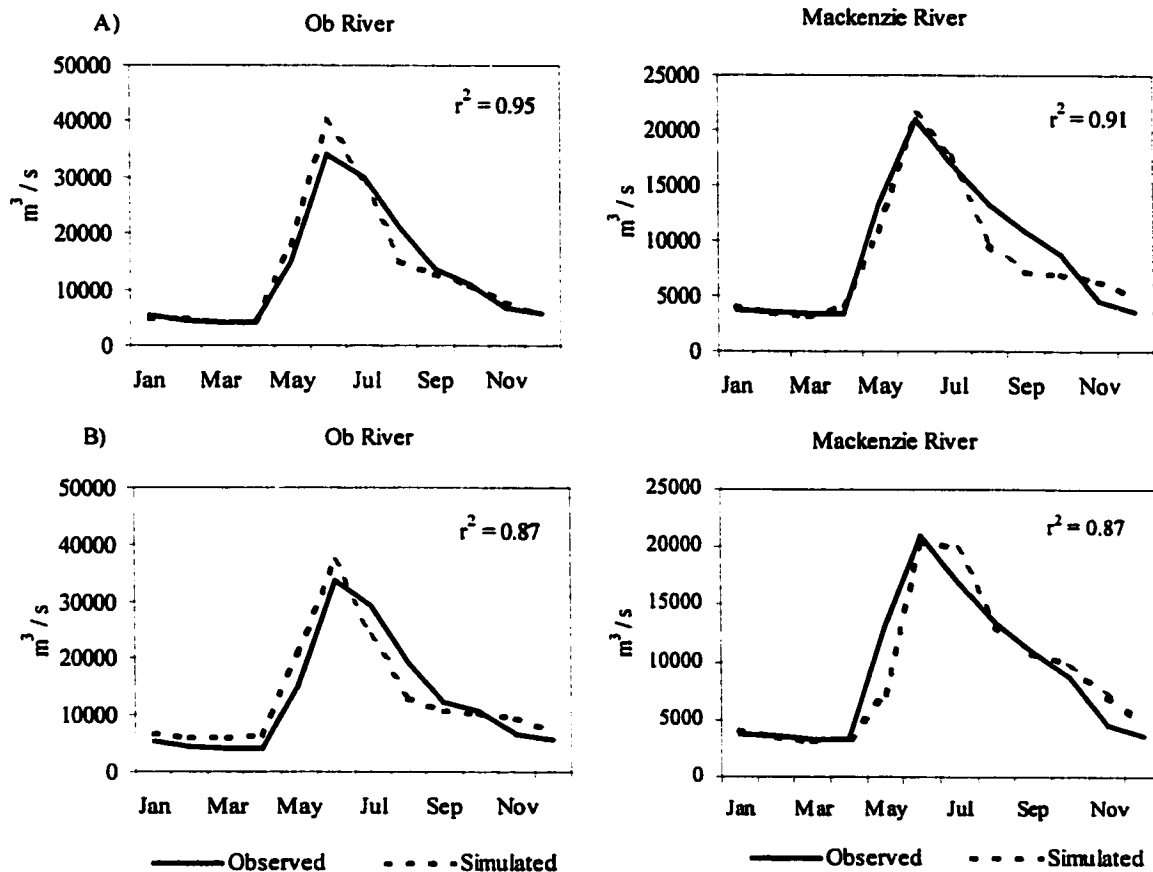 A)
Ob River
50000
40000
30000
20000
10000
0
m³ / s
r² = 0.95
Jan Mar May Jul Sep Nov
Mackenzie River
25000
20000
15000
10000
5000
0
m³ / s
r² = 0.91
Jan Mar May Jul Sep Nov
B)
Ob River
50000
40000
30000
20000
10000
0
m³ / s
r² = 0.87
Jan Mar May Jul Sep Nov
Mackenzie River
25000
20000
15000
10000
5000
0
m³ / s
r² = 0.87
Jan Mar May Jul Sep Nov
Observed Simulated
Observed Simulated